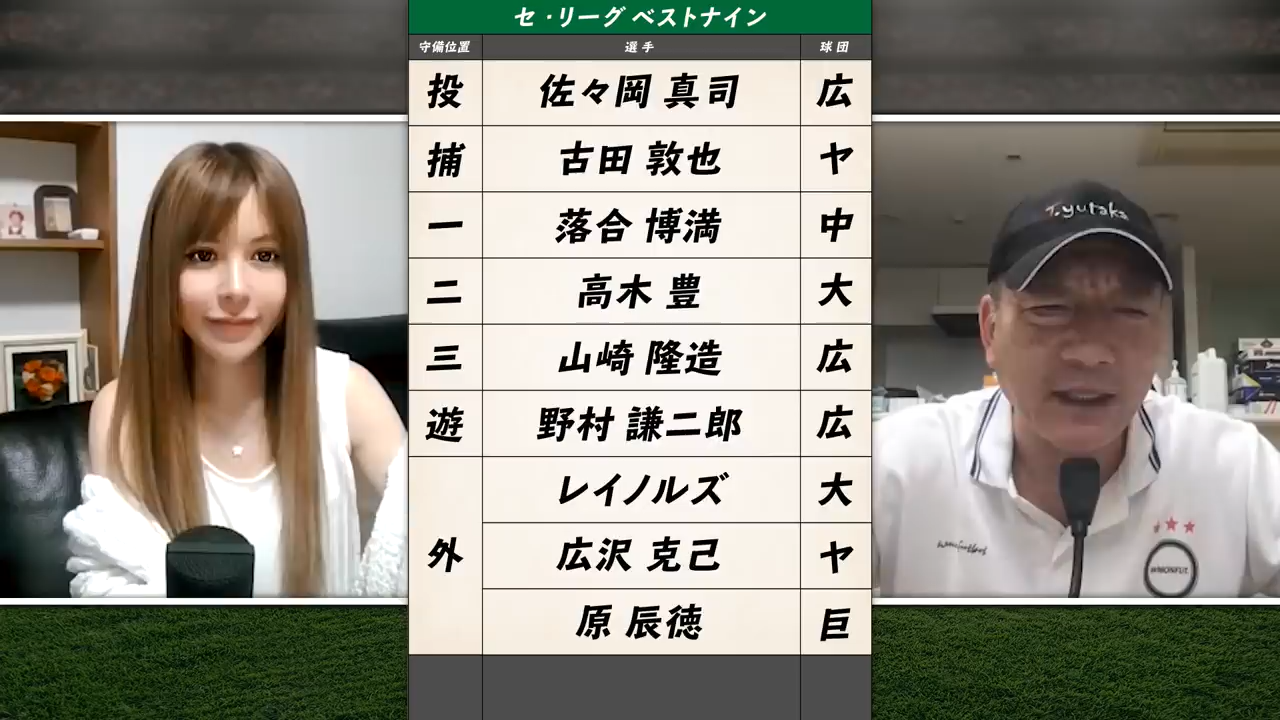 セ・リーグ ベストナイン
守備位置 選手 球団
投 佐々岡 真司 広
捕 古田 敦也 ヤ
一 落合 博満 中
二 高木 豊 大
三 山崎 隆造 広
遊 野村 謙二郎 広
外 レイノルズ 大
広沢 克己 ヤ
原 辰徳 巨
T.yutaka